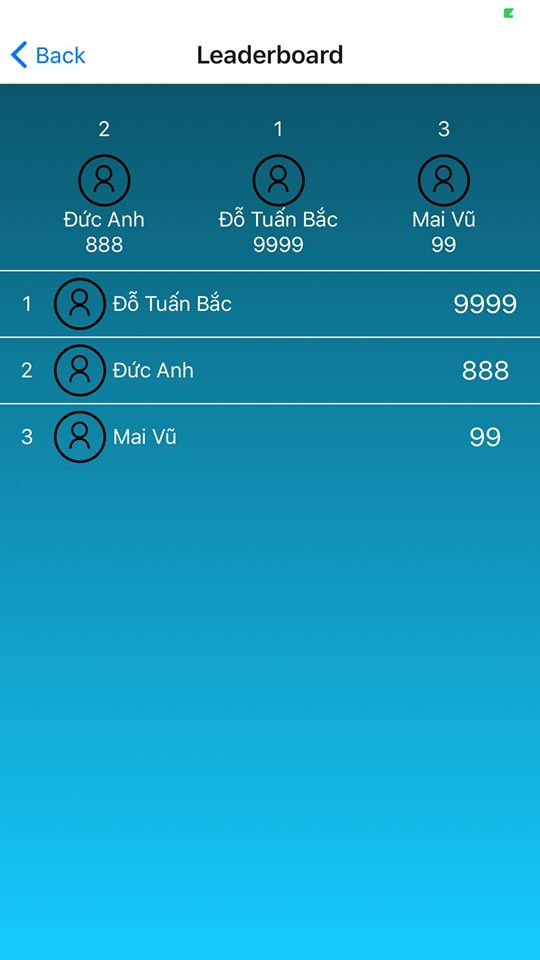 Back
Leaderboard
2 1 3
Đức Anh Đỗ Tuấn Bắc Mai Vũ
888 9999 99
1 Đỗ Tuấn Bắc 9999
2 Đức Anh 888
3 Mai Vũ 99